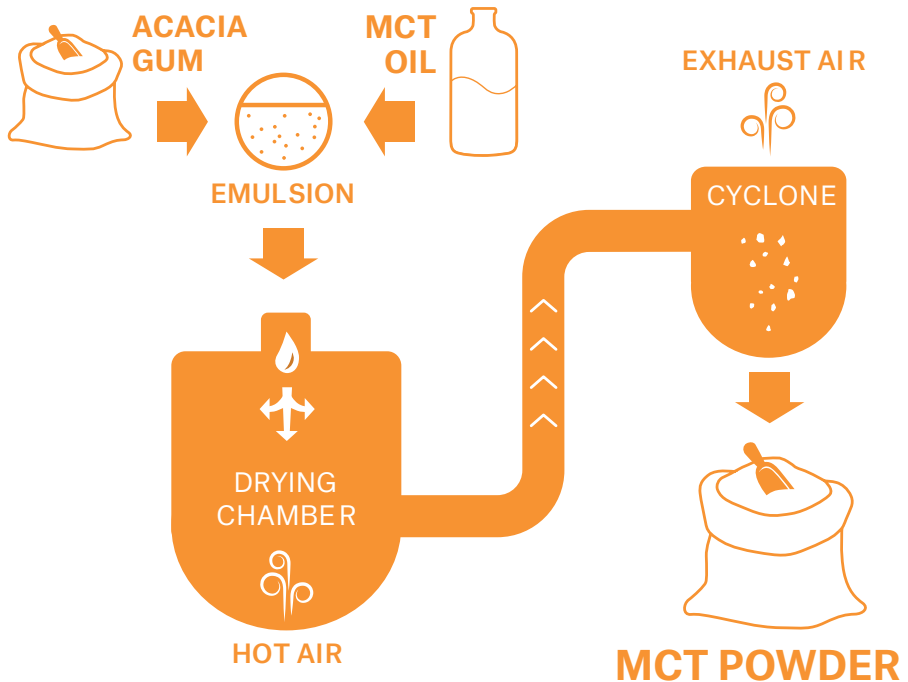 ACACIA
GUM
MCT
OIL
EMULSION
DRYING
CHAMBER
HOT AIR
EXHAUST AIR
CYCLONE
MCT POWDER